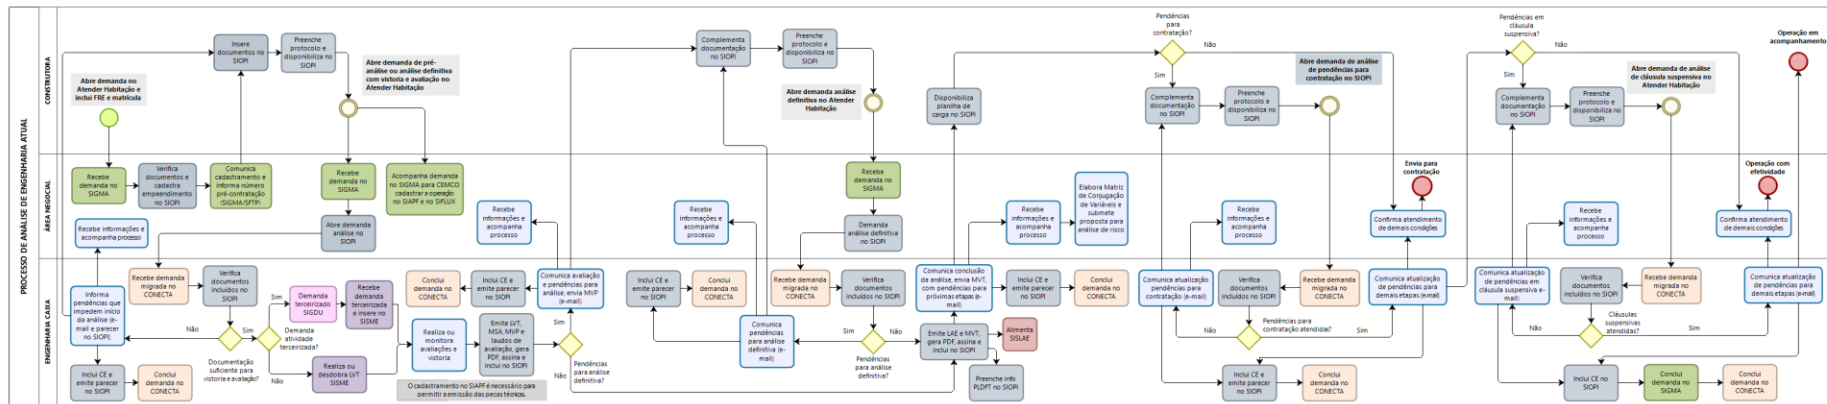 PROCESSO DE ANÁLISE DE ENGENHARIA ATUAL
CONSTRUTORA
Abre demanda no
Atender Habitação e
inclui FRE e matrícula
Insere
documentos no
SIOPI
Preenche
protocolo e
disponibiliza no
SIOPI
Abre demanda de pré-
análise ou análise definitiva
com vistoria e avaliação no
Atender Habitação
Complementa
documentação no
SIOPI
Preenche
protocolo e
disponibiliza no
SIOPI
Abre demanda análise
definitiva no Atender
Habitação
Disponibiliza
planilha de
carga no SIOPI
Pendências
para
contratação?
Não
Sim
Complementa
documentação no
SIOPI
Preenche
protocolo e
disponibiliza no
SIOPI
Abre demanda de análise
de pendências para
contratação no SIOPI
Pendências em
cláusula
suspensiva?
Não
Sim
Complementa
documentação no
SIOPI
Preenche
protocolo e
disponibiliza no
SIOPI
Abre demanda de análise
de cláusula suspensiva no
Atender Habitação
Operação em
acompanhamento
ÁREA NEGOCIAL
Recebe
demanda no
SIGMA
Verifica
documentos e
cadastra
empeendimento
no SIOPI
Comunica
cadastramento e
informa número
pré-contratação
(SIGMA/SFTIP)
Recebe
demanda no
SIGMA
Acompanha demanda
no SIGMA para CEMCO
cadastrar a operação
no SIAPF e no SIFLUX
Recebe informações e
acompanha processo
Abre demanda
análise no
SIOPI
Recebe
informações e
acompanha
processo
Recebe
informações e
acompanha
processo
Recebe
demanda no
SIGMA
Demanda
análise
definitiva no SIOPI
Recebe
informações e
acompanha
processo
Elabora Matriz
de Conjugação
de Variáveis e
submete
proposta para
análise de risco
Recebe
informações e
acompanha
processo
Envia para
contratação
Confirma atendimento
de demais condições
Recebe
informações e
acompanha
processo
Operação com
efetividade
Confirma atendimento
de demais condições
ENGENHARIA CAIXA
Informa
pendências que
impedem início
da análise (e-
mail e parecer
no SIOPI)
Recebe demanda
migrada no
CONECTA
Verifica
documentos
incluídos no
SIOPI
Não
Sim
Documentação
suficiente para
vistoria e avaliação?
Inclui CE e
emite parecer
no SIOPI
Conclui
demanda no
CONECTA
Sim
Demanda
atividade
terceirizada?
Não
Demanda
terceirizado
SIGDU
Recebe
demanda
terceirizada
e insere no
SISME
Realiza ou
desdobra LVT
SISME
Realiza ou
monitora
avaliações e
vistoria
O cadastramento no SIAPF é necessário para
permitir a emissão das peças técnicas.
Conclui
demanda no
CONECTA
Inclui CE e
emite parecer
no SIOPI
Comunica avaliação
e pendências para
análise, envia MVP
(e-mail)
Emite LVT,
MSA, MVP e
laudos de
avaliação, gera
PDF, assina e
inclui no SIOPI
Sim
Pendências para
análise definitiva?
Não
Inclui CE e
emite parecer
no SIOPI
Conclui
demanda no
CONECTA
Comunica
pendências
para análise
definitiva (e-
mail)
Recebe demanda
migrada no
CONECTA
Verifica
documentos
incluídos no SIOPI
Sim
Não
Pendências para
análise definitiva?
Comunica conclusão
da análise, envia MVT,
com pendências para
próximas etapas (e-mail)
Inclui CE e
emite parecer
no SIOPI
Conclui
demanda no
CONECTA
Emite LAE e MVT,
gera PDF, assina e
inclui no SIOPI
Alimenta
SISLAE
Preenche info
PLDFT no SIOPI
Comunica atualização
de pendências para
contratação (e-mail)
Verifica
documentos
incluídos no SIOPI
Recebe demanda
migrada no
CONECTA
Pendências para
contratação atendidas?
Não
Sim
Comunica atualização
de pendências para
demais etapas (e-mail)
Inclui CE e
emite parecer no
SIOPI
Conclui
demanda no
CONECTA
Comunica atualização
de pendências em
cláusula suspensiva e-
mail)
Verifica
documentos
incluídos no
SIOPI
Recebe demanda
migrada no
CONECTA
Cláusulas
suspensivas
atendidas?
Não
Sim
Comunica atualização
de pendências para
demais etapas (e-mail)
Inclui CE no
SIOPI
Conclui
demanda no
SIGMA
Conclui
demanda no
CONECTA